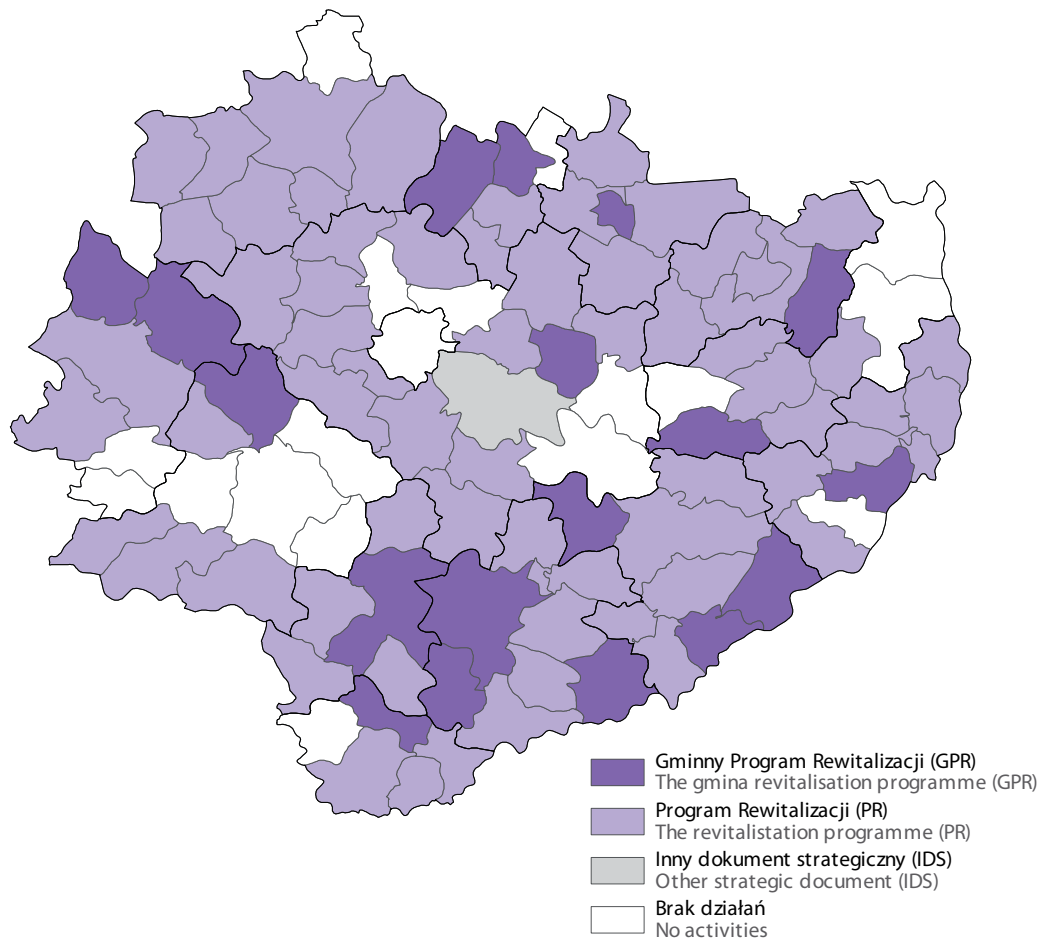 Gminny Program Rewitalizacji (GPR)
The gmina revitalisation programme (GPR)
Program Rewitalizacji (PR)
The revitalistation programme (PR)
Inny dokument strategiczny (IDS)
Other strategic document (IDS)
Brak działań
No activities